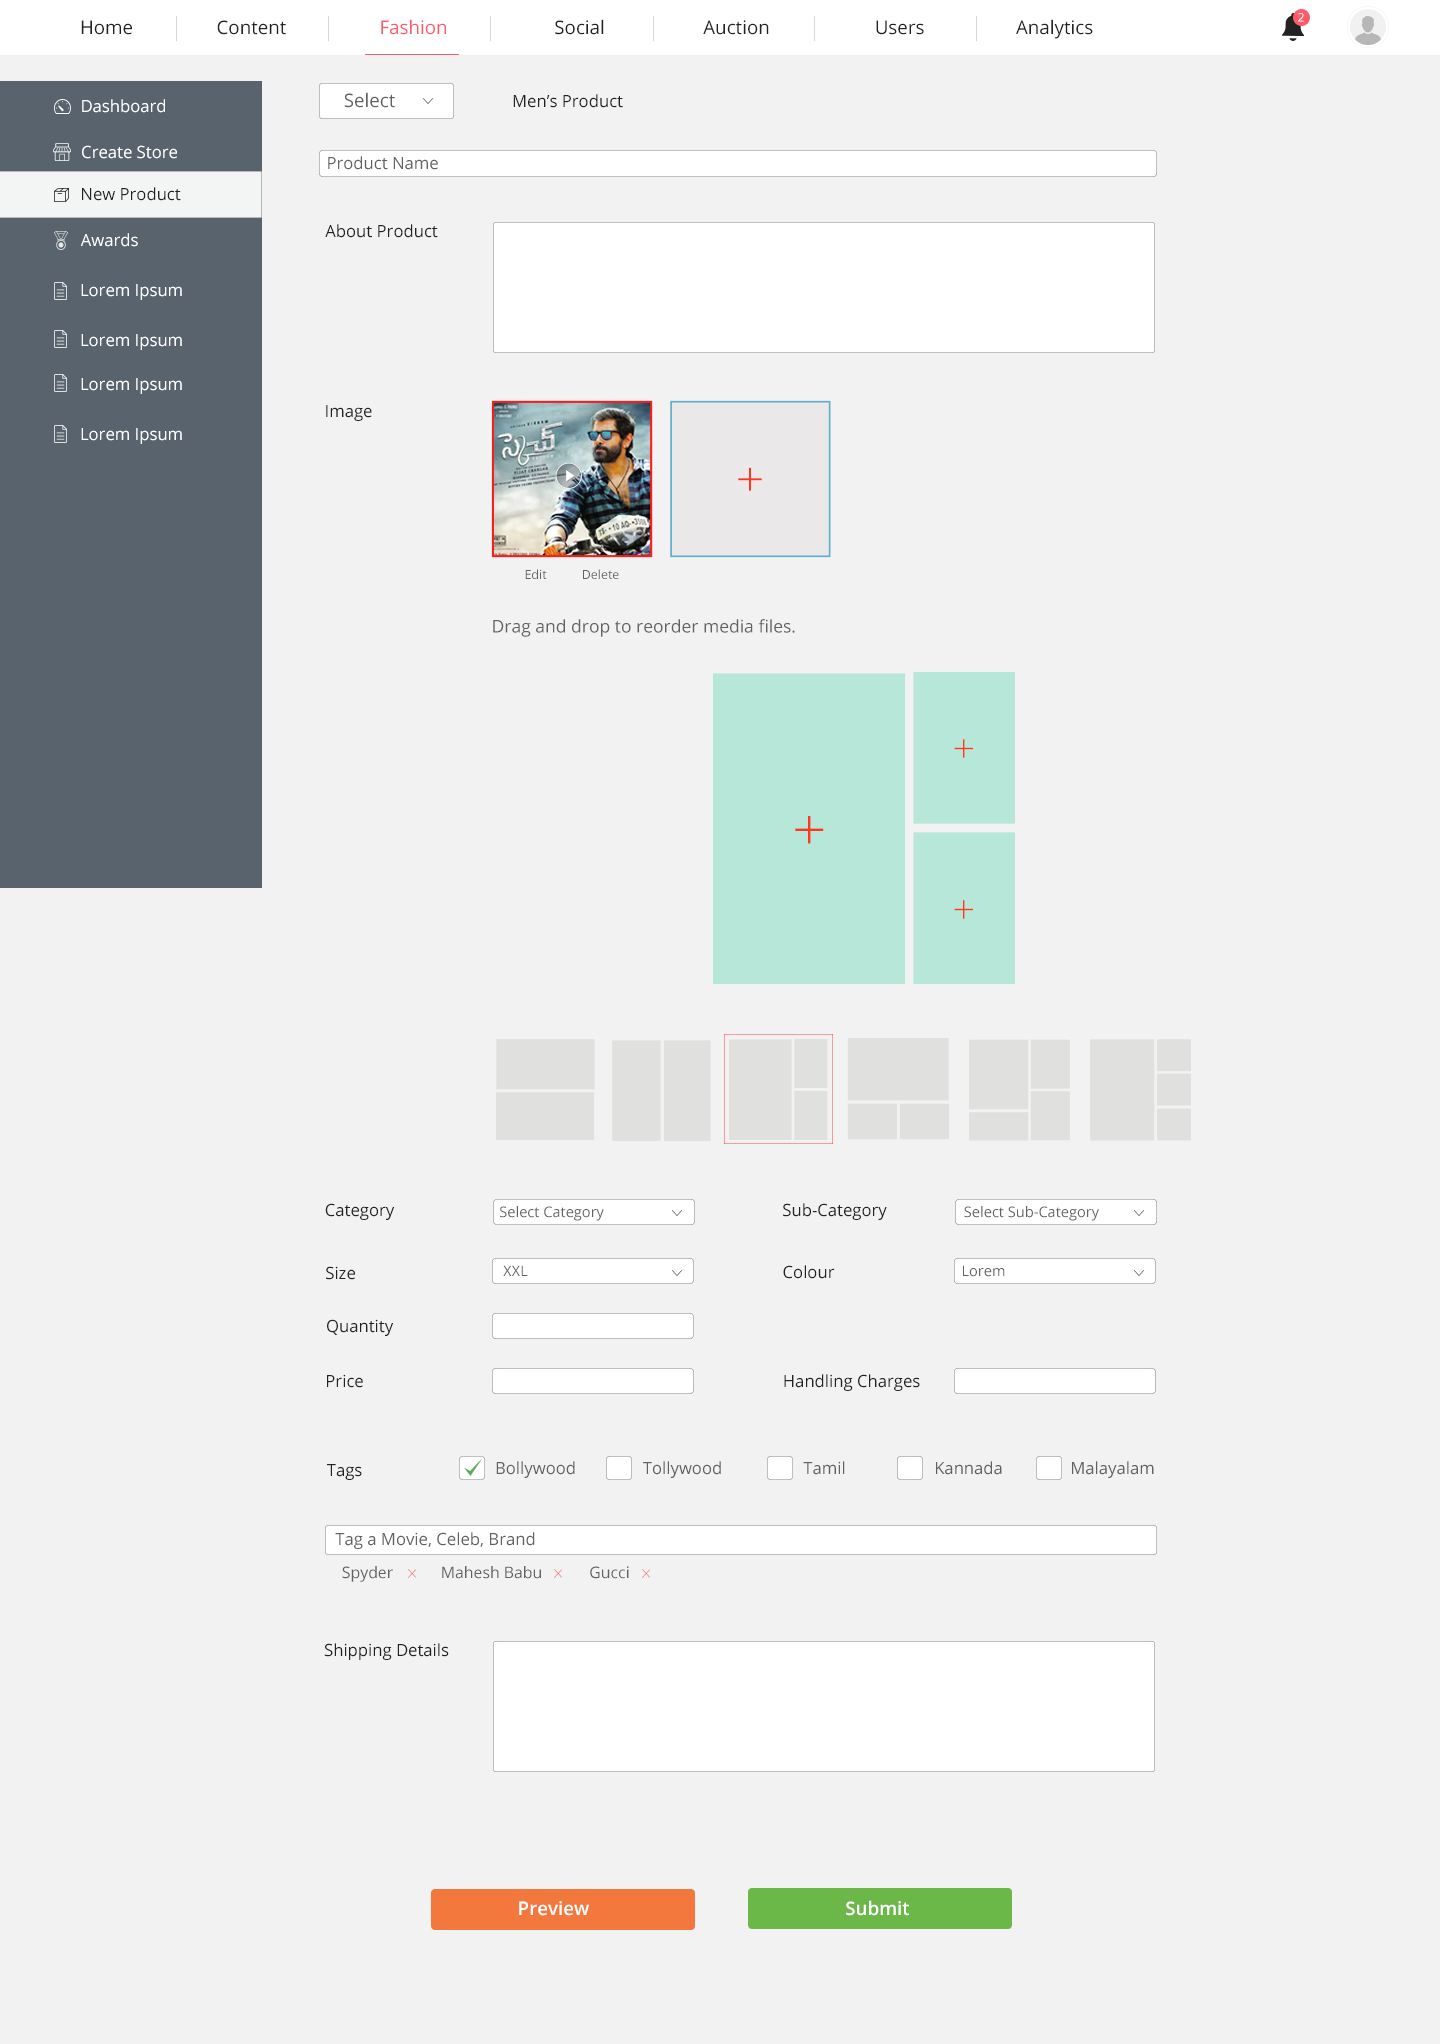 Home Content Fashion Social Auction Users Analytics 2
Dashboard
Create Store
New Product
Awards
Lorem Ipsum
Lorem Ipsum
Lorem Ipsum
Lorem Ipsum
Select Men's Product
Product Name
About Product
Image
స్కెచ్
Edit Delete
Drag and drop to reorder media files.
Category Select Category Sub-Category Select Sub-Category
Size XXL Colour Lorem
Quantity
Price Handling Charges
Tags Bollywood Tollywood Tamil Kannada Malayalam
Tag a Movie, Celeb, Brand
Spyder × Mahesh Babu × Gucci ×
Shipping Details
Preview Submit